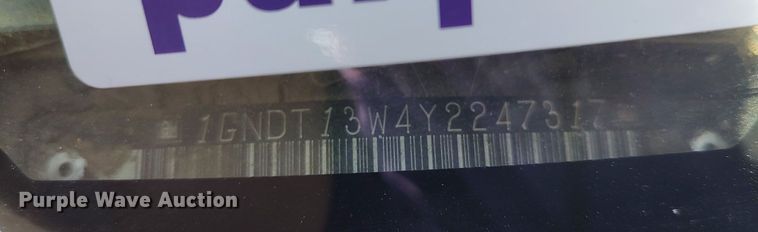 1GNDT13W4Y2247317
Purple Wave Auction